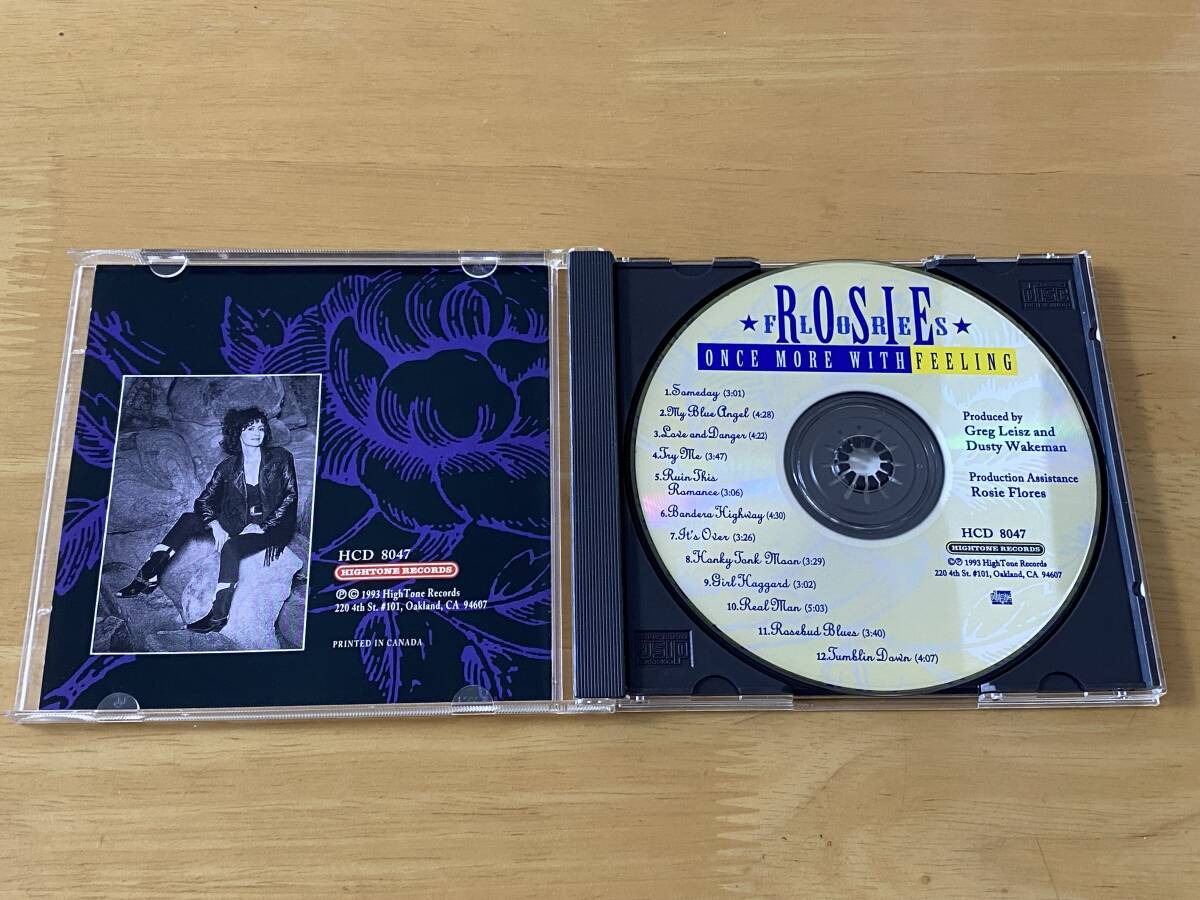 HCD 8047
HIGHTONE RECORDS
℗ © 1993 HighTone Records
220 4th St. #101, Oakland, CA 94607
PRINTED IN CANADA
ROSIE
FLORES
ONCE MORE WITH FEELING
1.Someday (3:01)
2.My Blue Angel (4:28)
3.Love and Danger (4:22)
4.Try Me (3:47)
5.Ruin This
Romance (3:06)
6.Bandera Highway (4:30)
7.It's Over (3:26)
8.Honky Tonk Moon (3:29)
9.Girl Haggard (3:02)
10.Real Man (5:03)
11.Rosebud Blues (3:40)
12.Tumblin Down (4:07)
Produced by
Greg Leisz and
Dusty Wakeman
Production Assistance
Rosie Flores
HCD 8047
HIGHTONE RECORDS
©℗ 1993 HighTone Records
220 4th St. #101, Oakland, CA 94607